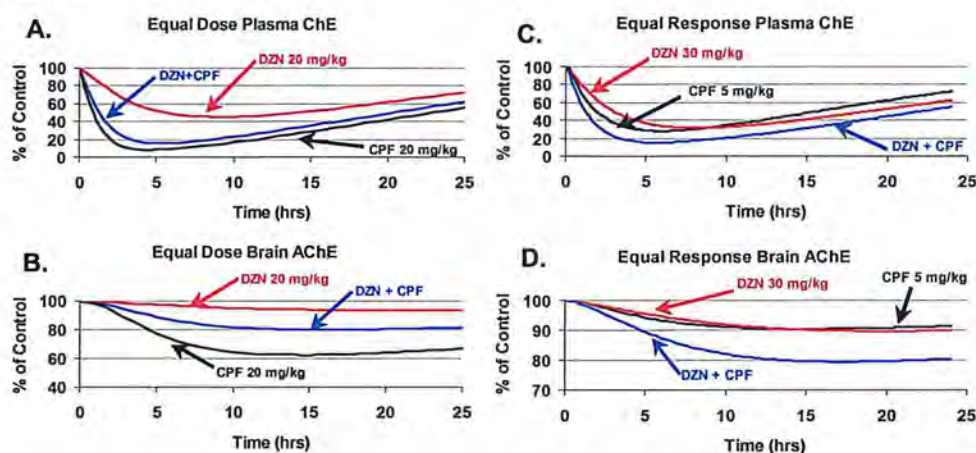 A.
Equal Dose Plasma ChE
% of Control
100
80
60
40
20
0
DZN+CPF
DZN 20 mg/kg
CPF 20 mg/kg
0 5 10 15 20 25
Time (hrs)
C.
Equal Response Plasma ChE
% of Control
100
80
60
40
20
0
DZN 30 mg/kg
CPF 5 mg/kg
DZN + CPF
0 5 10 15 20 25
Time (hrs)
B.
Equal Dose Brain AChE
% of Control
100
80
60
40
DZN 20 mg/kg
DZN + CPF
CPF 20 mg/kg
0 5 10 15 20 25
Time (hrs)
D.
Equal Response Brain AChE
% of Control
100
90
80
70
CPF 5 mg/kg
DZN 30 mg/kg
DZN + CPF
0 5 10 15 20 25
Time (hrs)